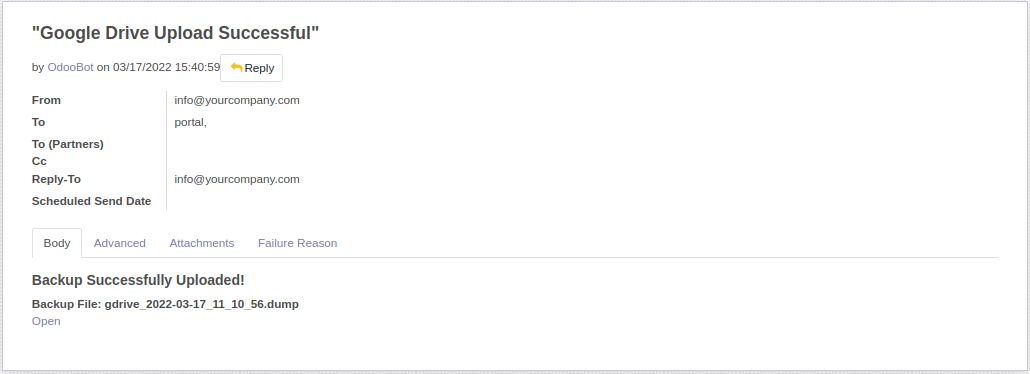 "Google Drive Upload Successful"
by OdooBot on 03/17/2022 15:40:59 Reply
From info@yourcompany.com
To portal,
To (Partners)
Cc
Reply-To info@yourcompany.com
Scheduled Send Date
Body Advanced Attachments Failure Reason
Backup Successfully Uploaded!
Backup File: gdrive_2022-03-17_11_10_56.dump
Open